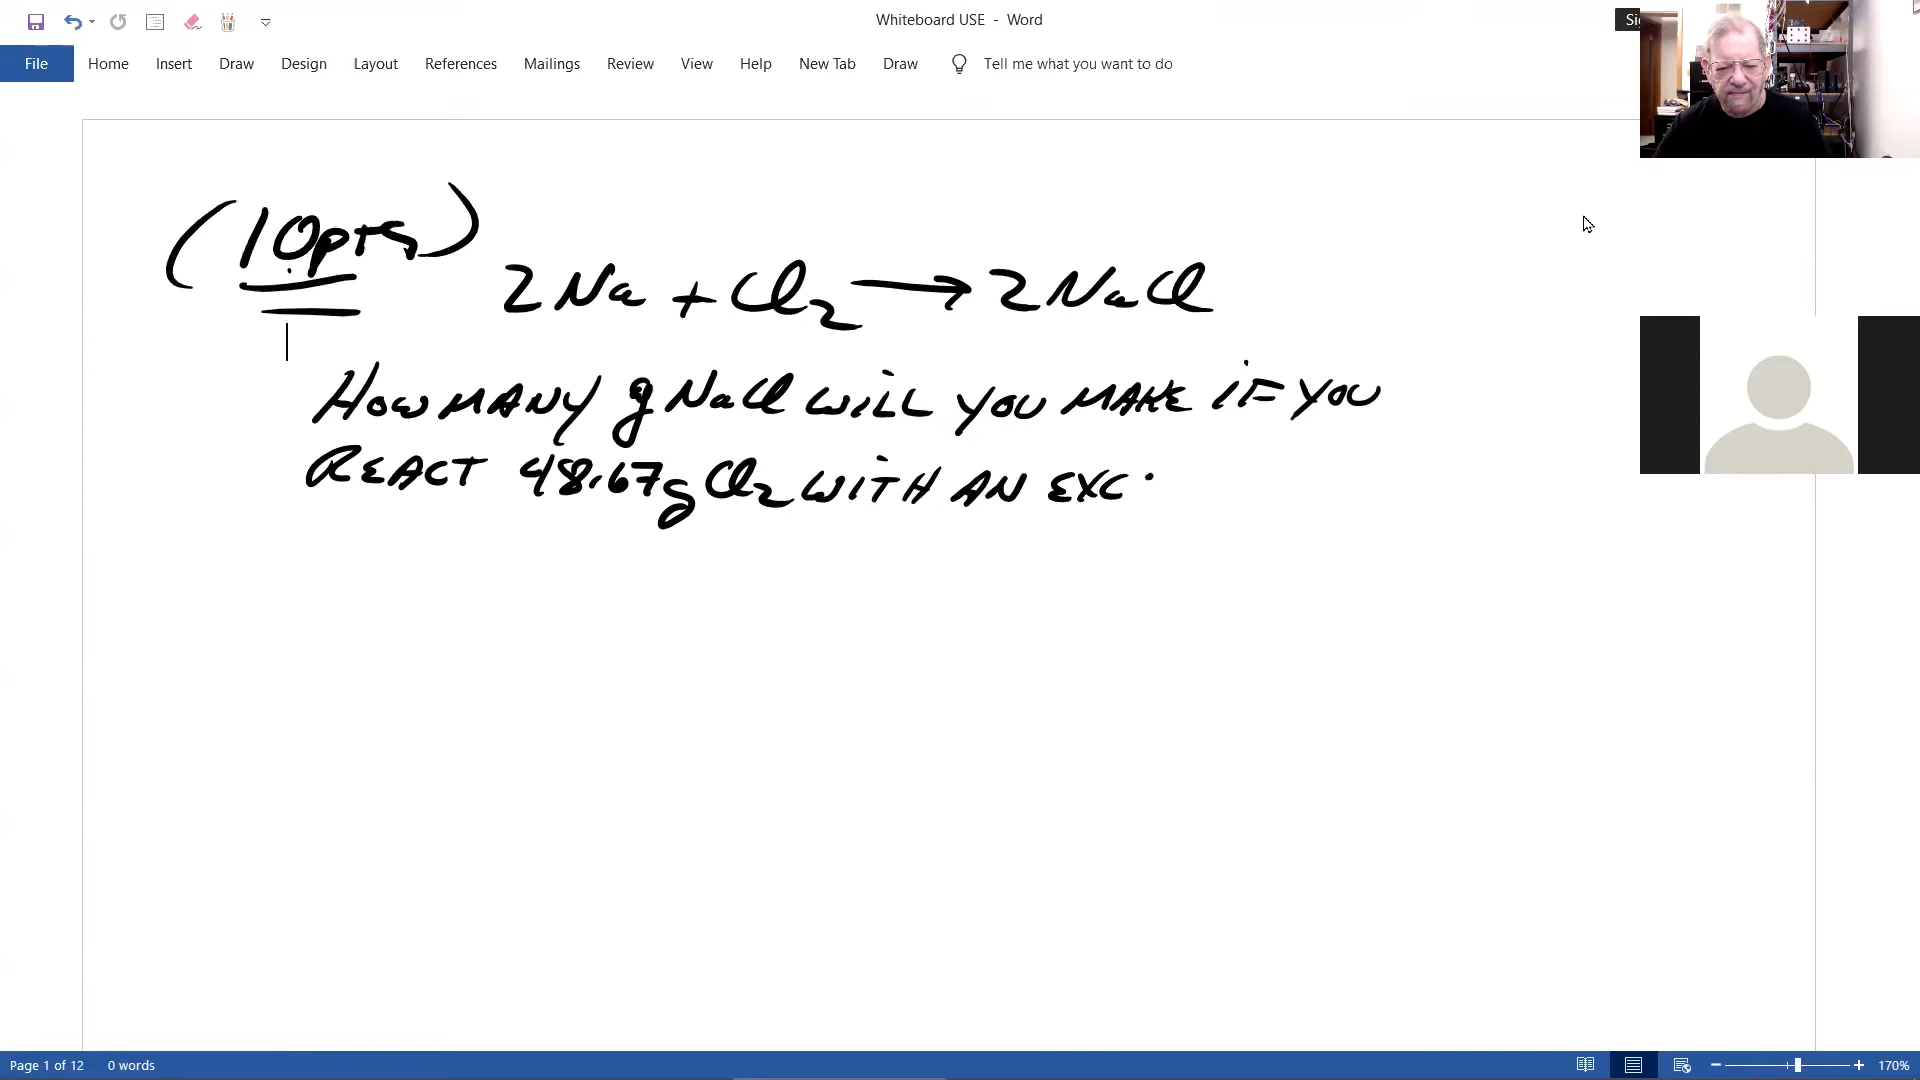 Whiteboard USE - Word
File Home Insert Draw Design Layout References Mailings Review View Help New Tab Draw Tell me what you want to do
(10pts)
2Na + Cl2 → 2NaCl
HOW MANY g NaCl WILL YOU MAKE IF YOU
REACT 48.67g Cl2 WITH AN EXC
Page 1 of 12 0 words
170%